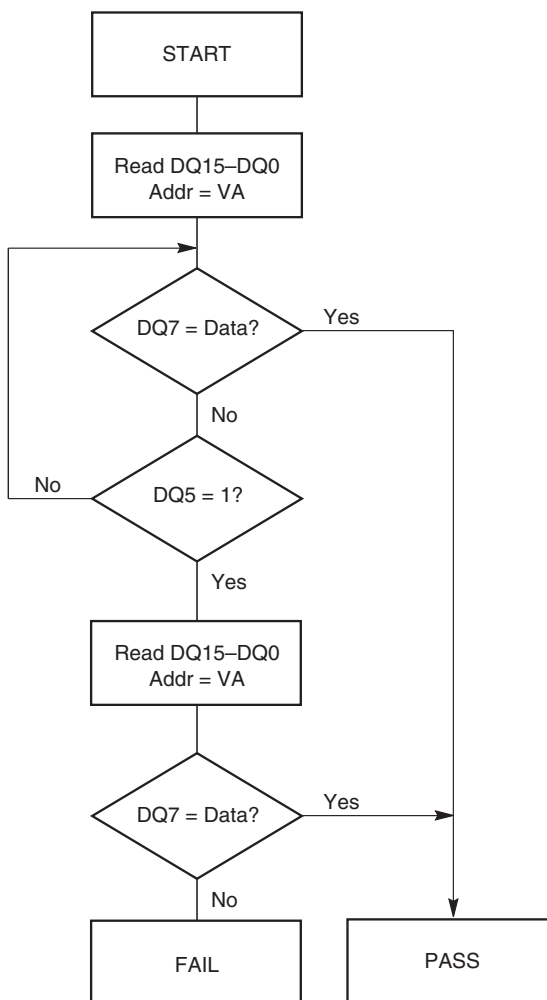 START
Read DQ15–DQ0
Addr = VA
DQ7 = Data?
Yes
No
No
DQ5 = 1?
Yes
Read DQ15–DQ0
Addr = VA
DQ7 = Data?
Yes
No
FAIL
PASS